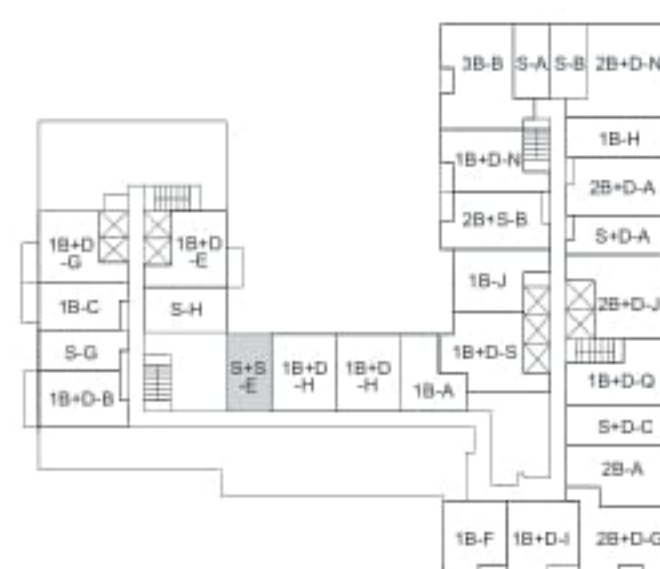 3B-B
S-A
S-B
2B+D-N
1B-H
1B+D-N
2B+D-A
2B+S-B
S+D-A
1B+D
-G
1B+D
-E
1B-J
1B-C
S-H
2B+D-J
S-G
1B+D-S
S+S
-E
1B+D
-H
1B+D
-H
1B-A
1B+D-Q
1B+D-B
S+D-C
2B-A
1B-F
1B+D-I
2B+D-G